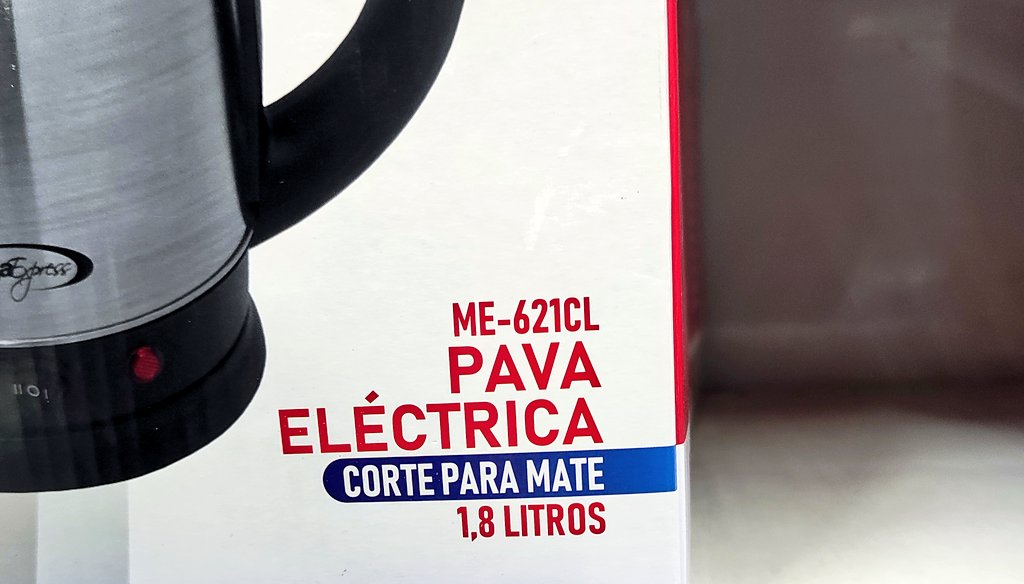 ME-621CL
PAVA
ELÉCTRICA
CORTE PARA MATE
1,8 LITROS